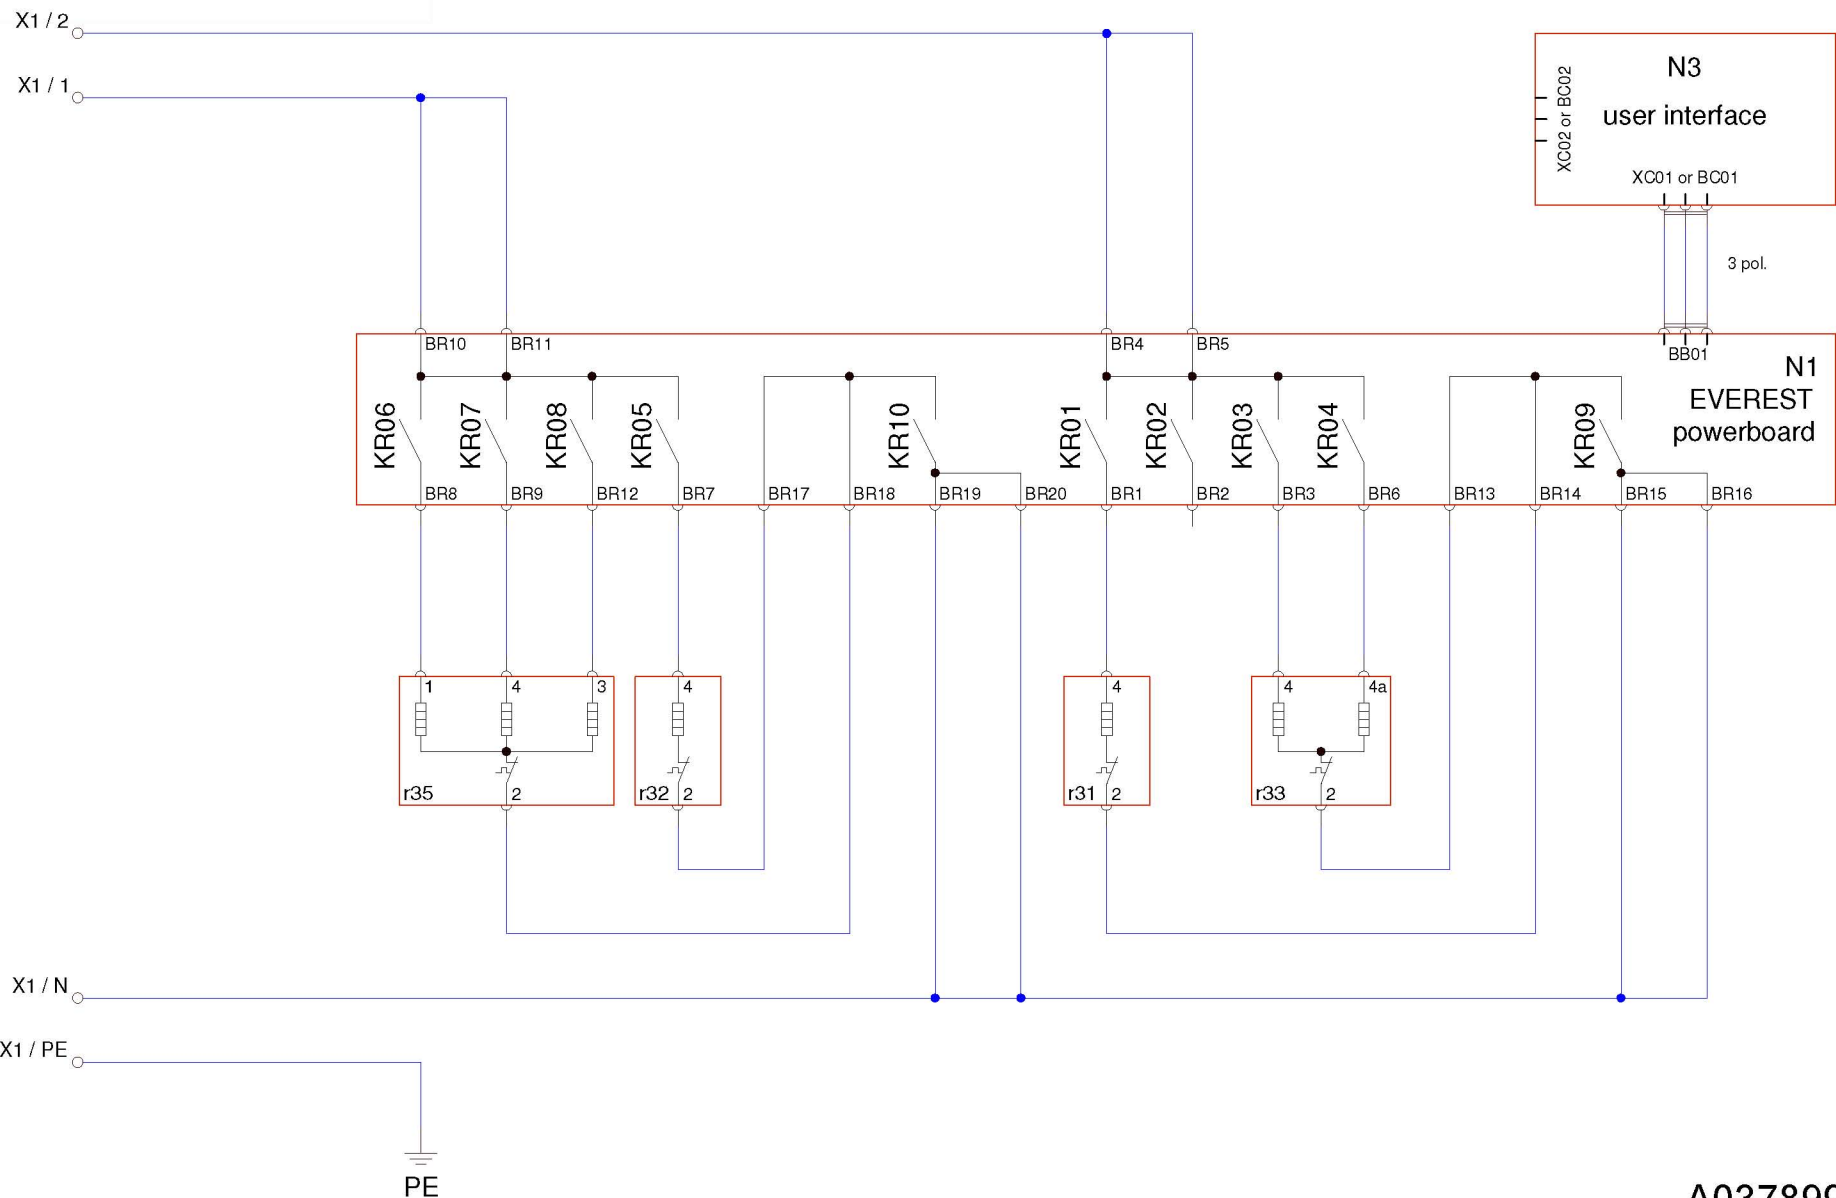 X1 / 2
X1 / 1
N3
user interface
XC02 or BC02
XC01 or BC01
3 pol.
BR10 BR11 BR4 BR5 BB01
N1
EVEREST
powerboard
KR06 KR07 KR08 KR05 KR10 KR01 KR02 KR03 KR04 KR09
BR8 BR9 BR12 BR7 BR17 BR18 BR19 BR20 BR1 BR2 BR3 BR6 BR13 BR14 BR15 BR16
1 4 3 4 4 4 4a
r35 2 r32 2 r31 2 r33 2
X1 / N
X1 / PE
PE